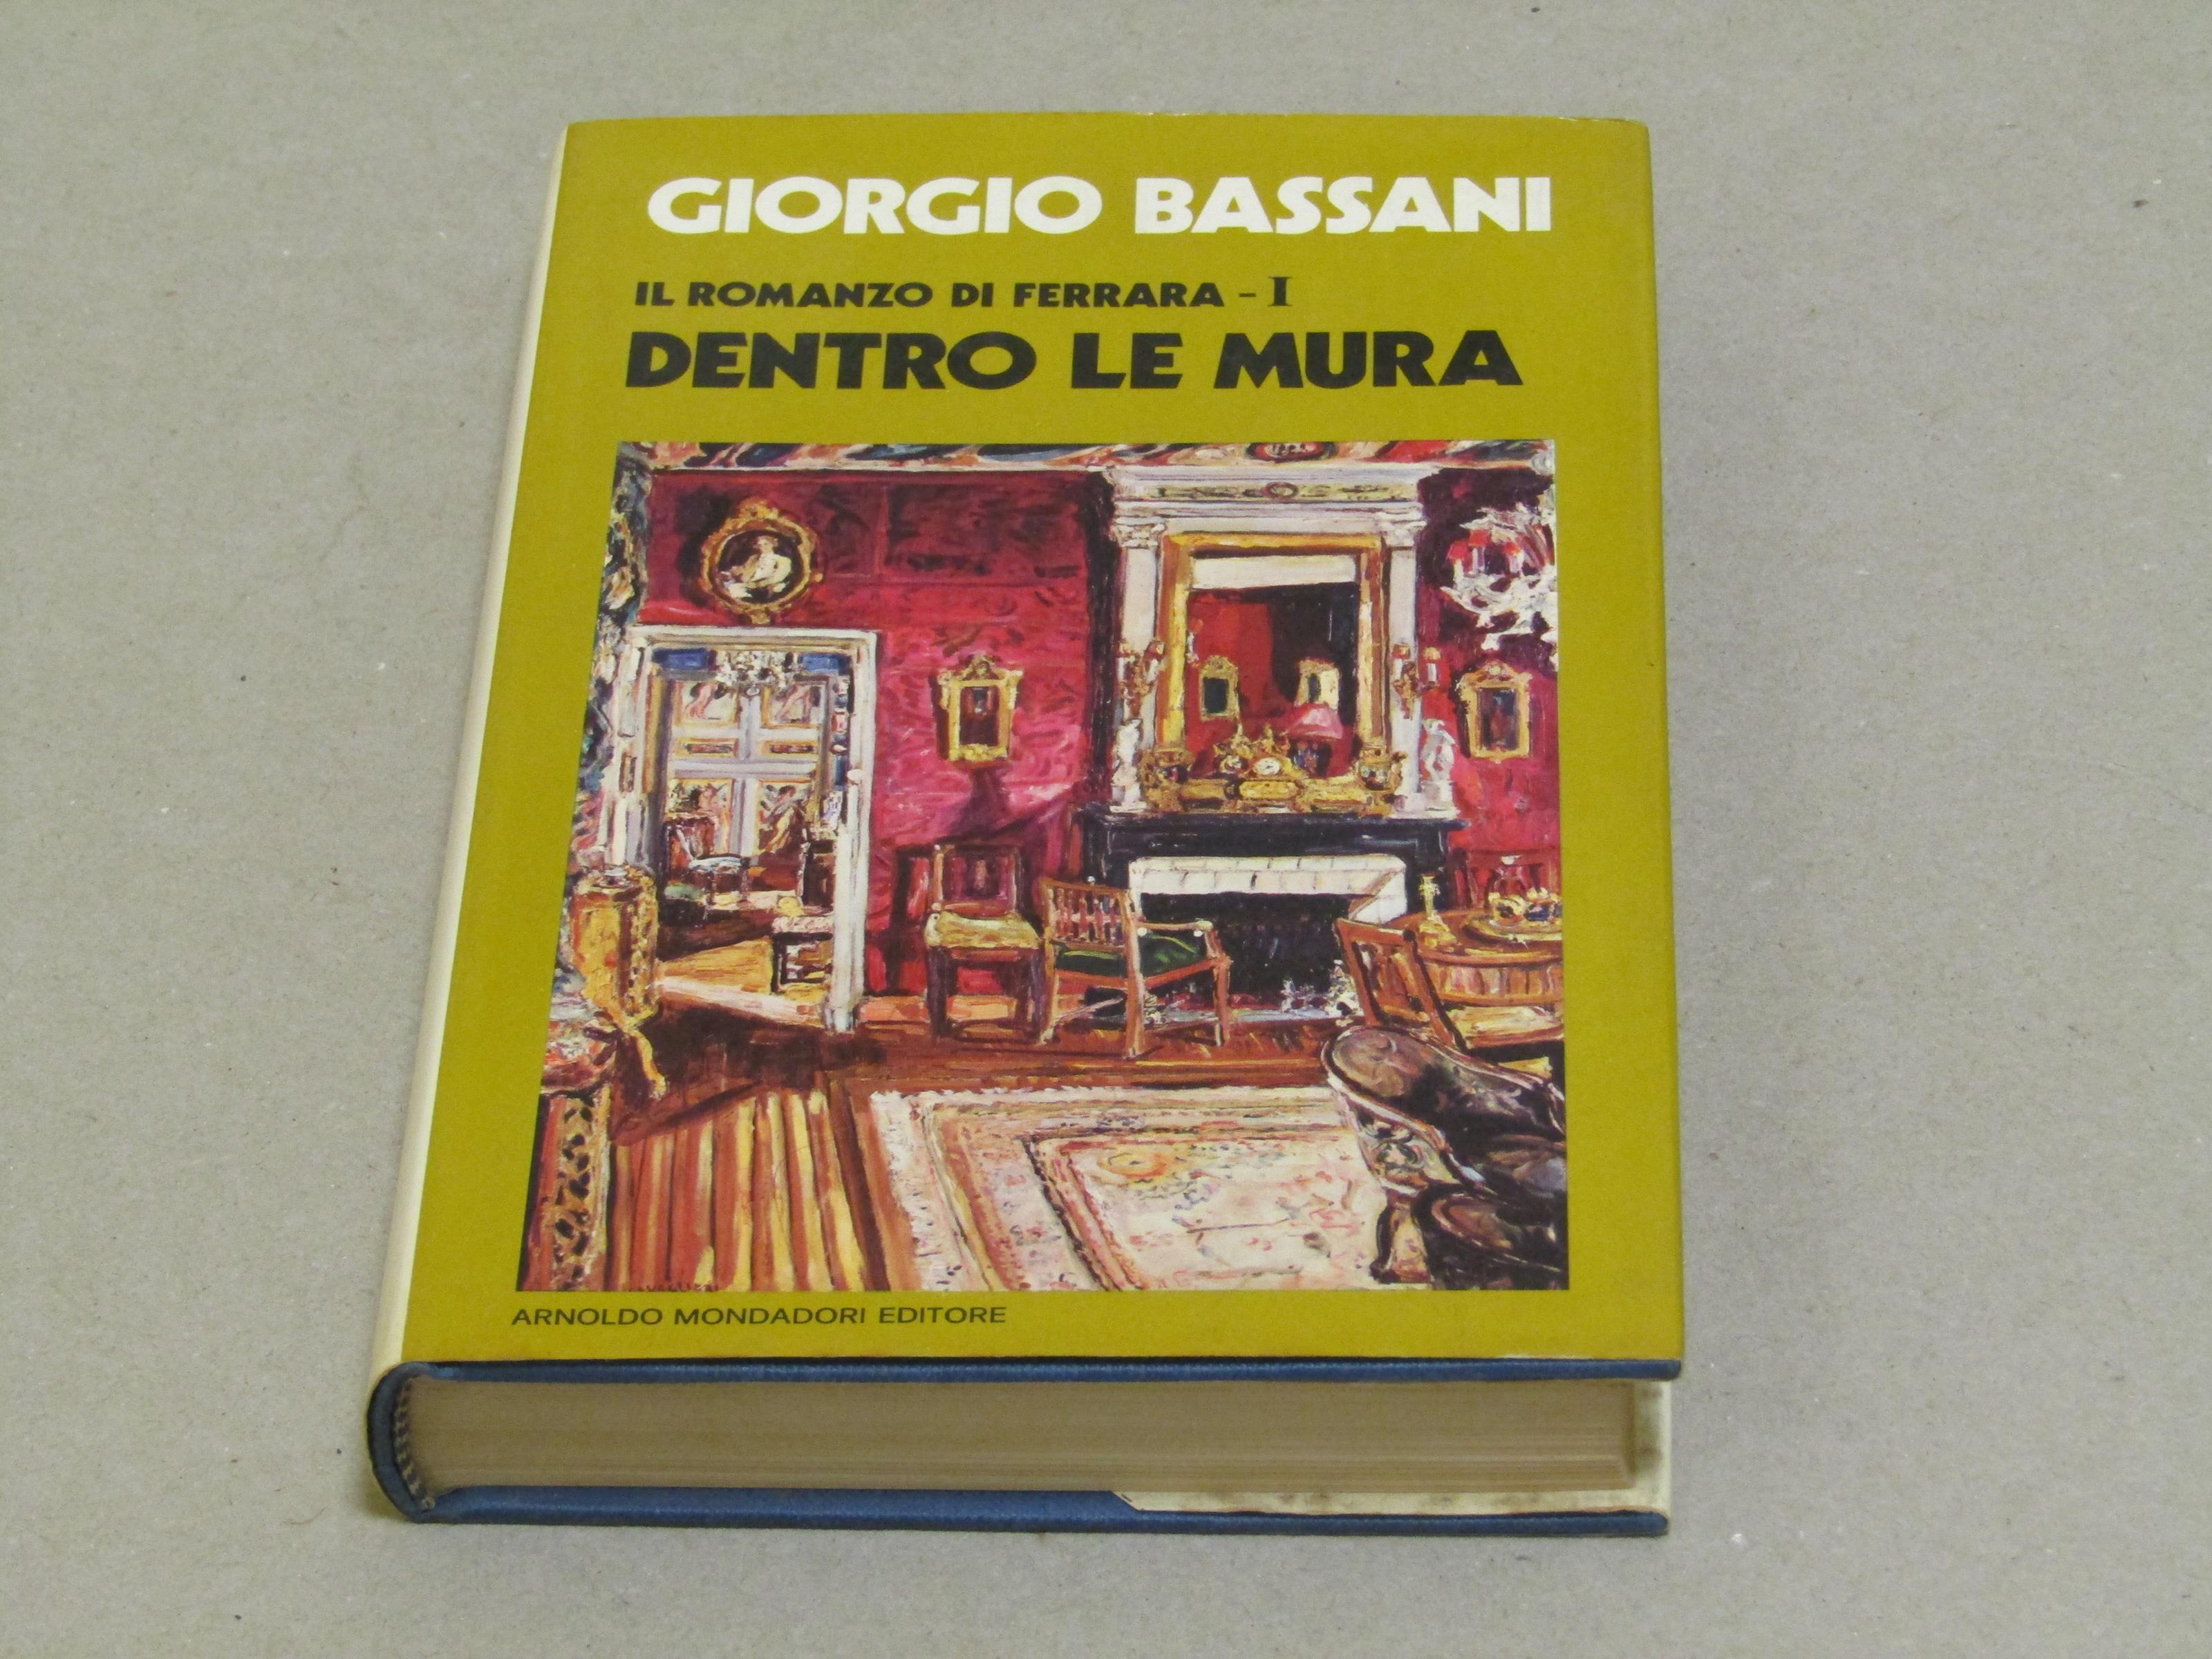 GIORGIO BASSANI
IL ROMANZO DI FERRARA - I
DENTRO LE MURA
ARNOLDO MONDADORI EDITORE